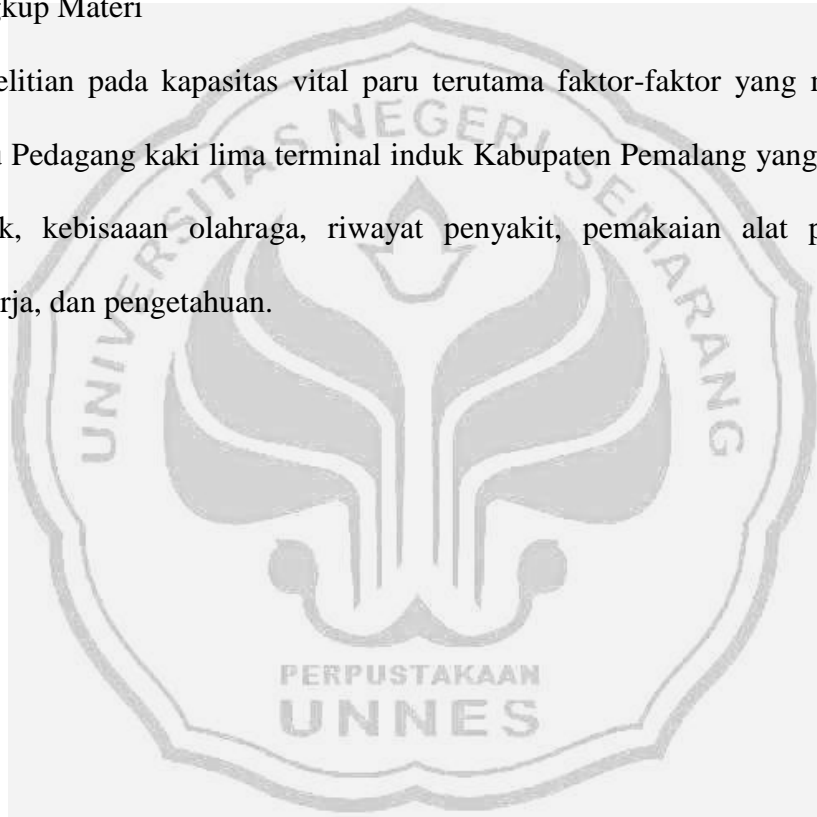 gkup Materi
elitian pada kapasitas vital paru terutama faktor-faktor yang
Pedagang kaki lima terminal induk Kabupaten Pemalang yang
k, kebisaaan olahraga, riwayat penyakit, pemakaian alat p
rja, dan pengetahuan.
UNIVERSITAS NEGERI SEMARANG
PERPUSTAKAAN
UNNES